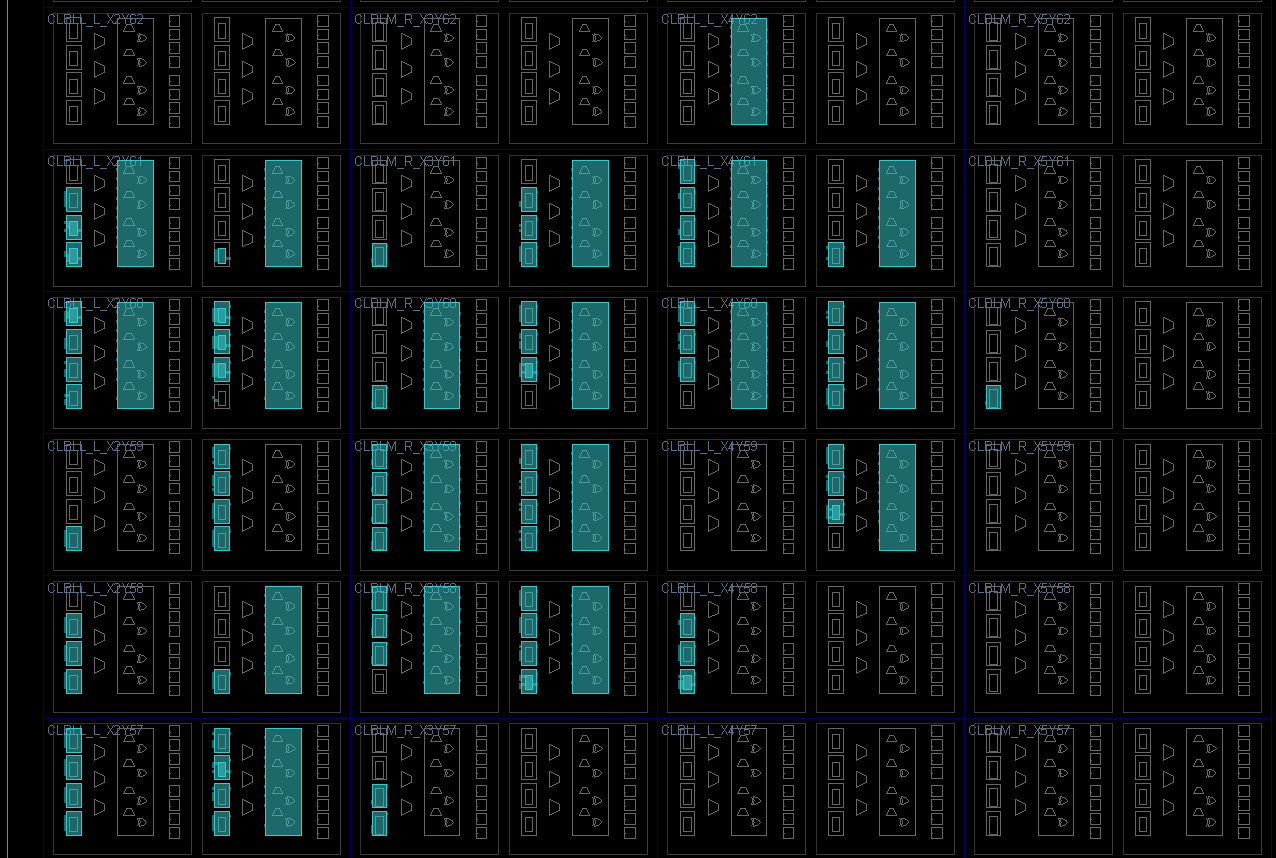 CLBLL_L_X2Y62 CLBLM_R_X3Y62 CLBLL_L_X4Y62 CLBLM_R_X5Y62
CLBLL_L_X2Y61 CLBLM_R_X3Y61 CLBLL_L_X4Y61 CLBLM_R_X5Y61
CLBLL_L_X2Y60 CLBLM_R_X3Y60 CLBLL_L_X4Y60 CLBLM_R_X5Y60
CLBLL_L_X2Y59 CLBLM_R_X3Y59 CLBLL_L_X4Y59 CLBLM_R_X5Y59
CLBLL_L_X2Y58 CLBLM_R_X3Y58 CLBLL_L_X4Y58 CLBLM_R_X5Y58
CLBLL_L_X2Y57 CLBLM_R_X3Y57 CLBLL_L_X4Y57 CLBLM_R_X5Y57